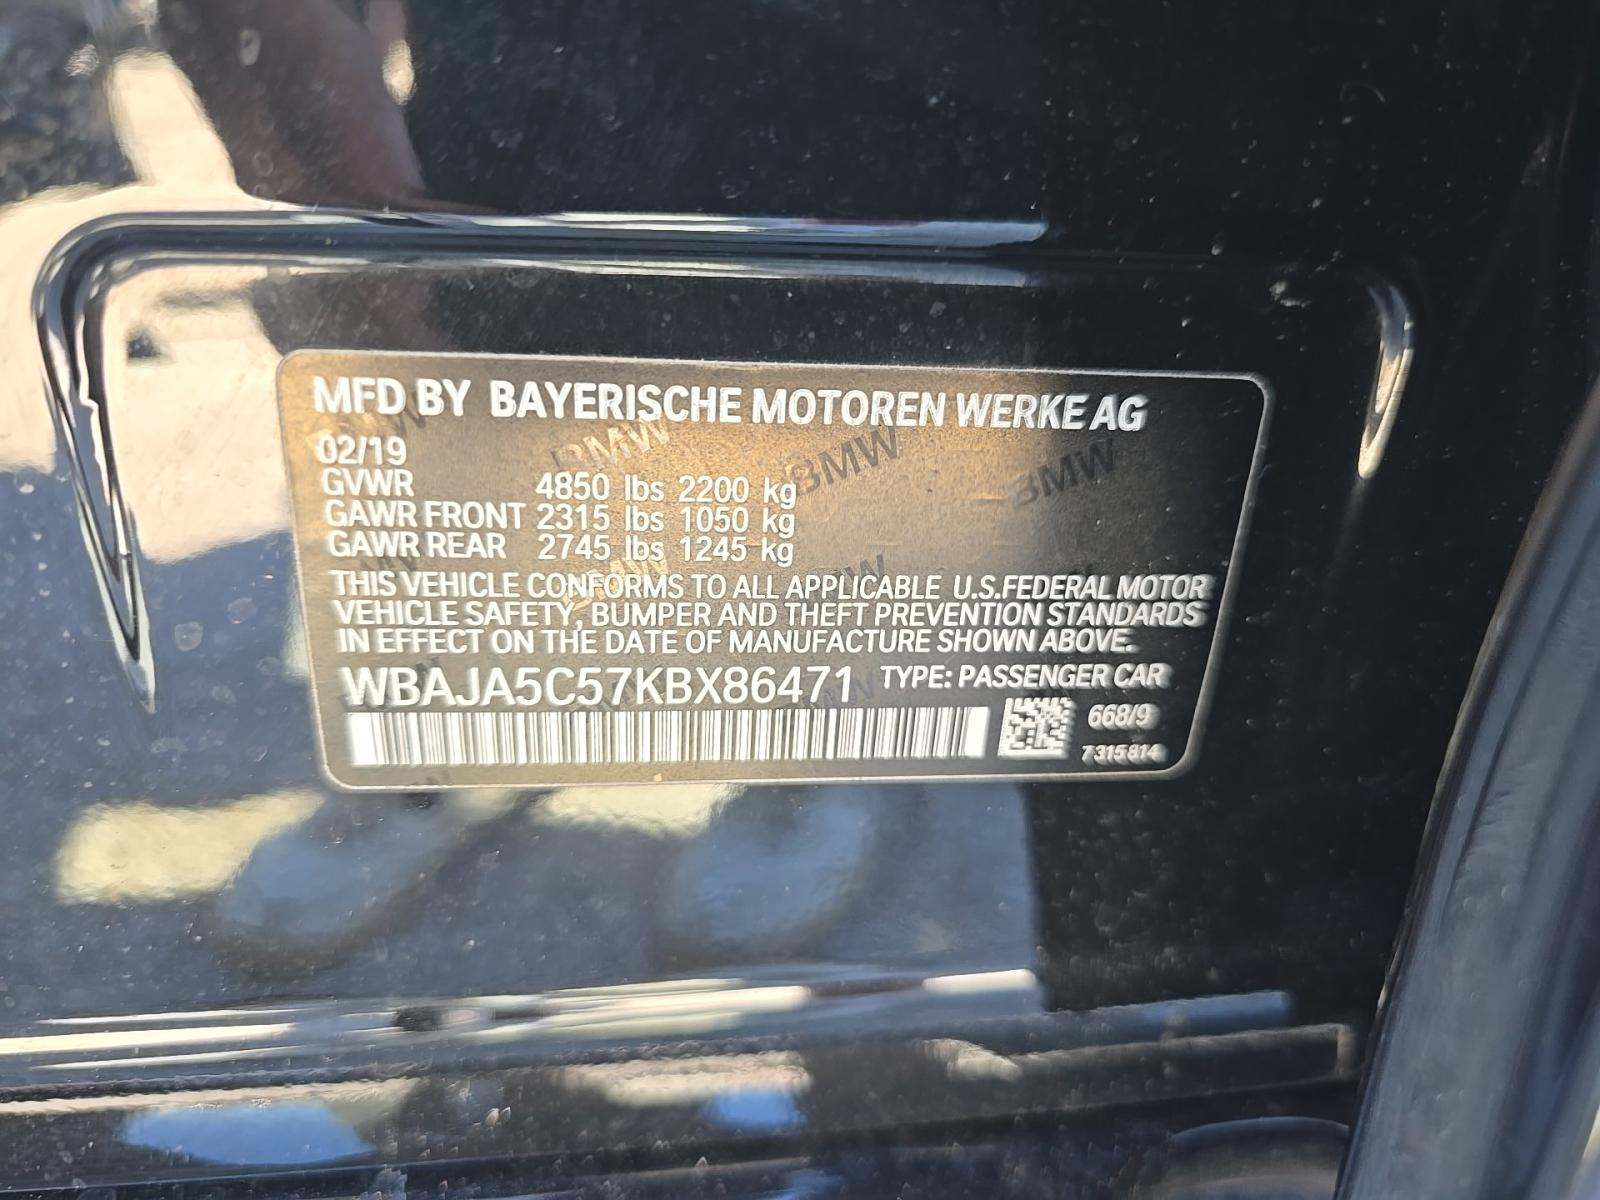 MFD BY BAYERISCHE MOTOREN WERKE AG
02/19
GVWR 4850 lbs 2200 kg
GAWR FRONT 2315 lbs 1050 kg
GAWR REAR 2745 lbs 1245 kg
THIS VEHICLE CONFORMS TO ALL APPLICABLE U.S.FEDERAL MOTOR
VEHICLE SAFETY, BUMPER AND THEFT PREVENTION STANDARDS
IN EFFECT ON THE DATE OF MANUFACTURE SHOWN ABOVE.
WBAJA5C57KBX86471 TYPE: PASSENGER CAR
668/9
7315814